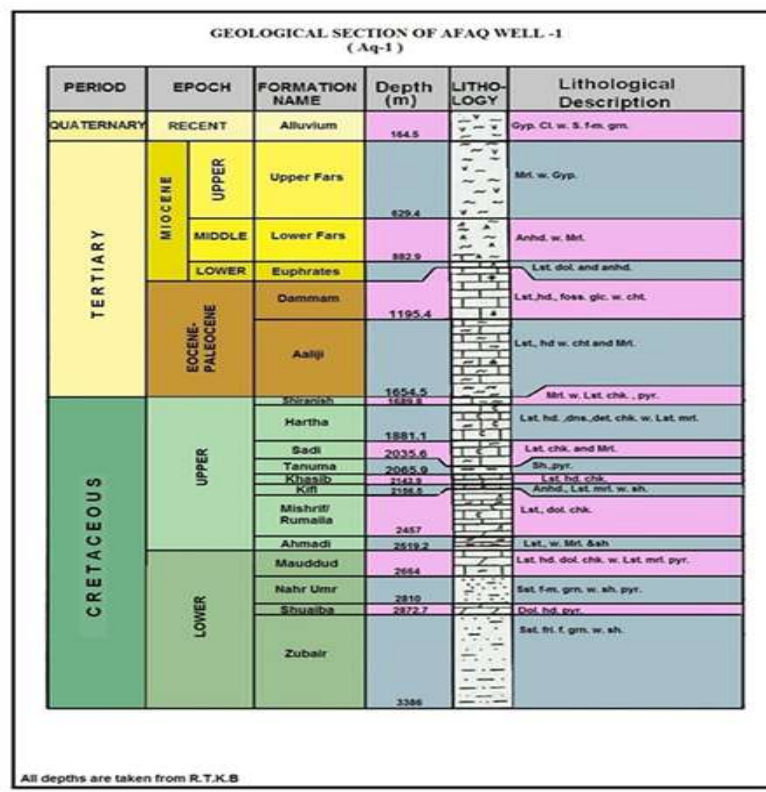 GEOLOGICAL SECTION OF AFAQ WELL -1
( Aq-1 )
PERIOD EPOCH FORMATION NAME Depth (m) LITHO-LOGY Lithological Description
QUATERNARY RECENT Alluvium 164.5 Gyp. Cl. w. S. f-m. grn.
TERTIARY
MIOCENE
UPPER Upper Fars 629.4 Mrl. w. Gyp.
MIDDLE Lower Fars 882.9 Anhd. w. Mrl.
LOWER Euphrates Lst. dol. and anhd.
EOCENE-PALEOCENE
Dammam 1195.4 Lst.,hd., foss. glc. w. cht.
Aaliji 1654.5 Lst., hd w. cht and Mrl.
CRETACEOUS
UPPER
Shiranish 1689.8 Mrl. w. Lst. chk. , pyr.
Hartha 1881.1 Lst. hd. ,dns.,det. chk. w. Lst. mrl.
Sadi 2035.6 Lst. chk. and Mrl.
Tanuma 2065.9 Sh.,pyr.
Khasib 2143.9 Lst. hd. chk.
Kifl 2166.5 Anhd., Lst. mrl. w. sh.
Mishrif/ Rumaila 2457 Lst., dol. chk.
Ahmadi 2519.2 Lst., w. Mrl. &sh
LOWER
Mauddud 2664 Lst. hd. dol. chk. w. Lst. mrl. pyr.
Nahr Umr 2810 Sst. f-m. grn. w. sh. pyr.
Shuaiba 2872.7 Dol. hd. pyr.
Zubair 3386 Sst. fri. f. grn. w. sh.
All depths are taken from R.T.K.B